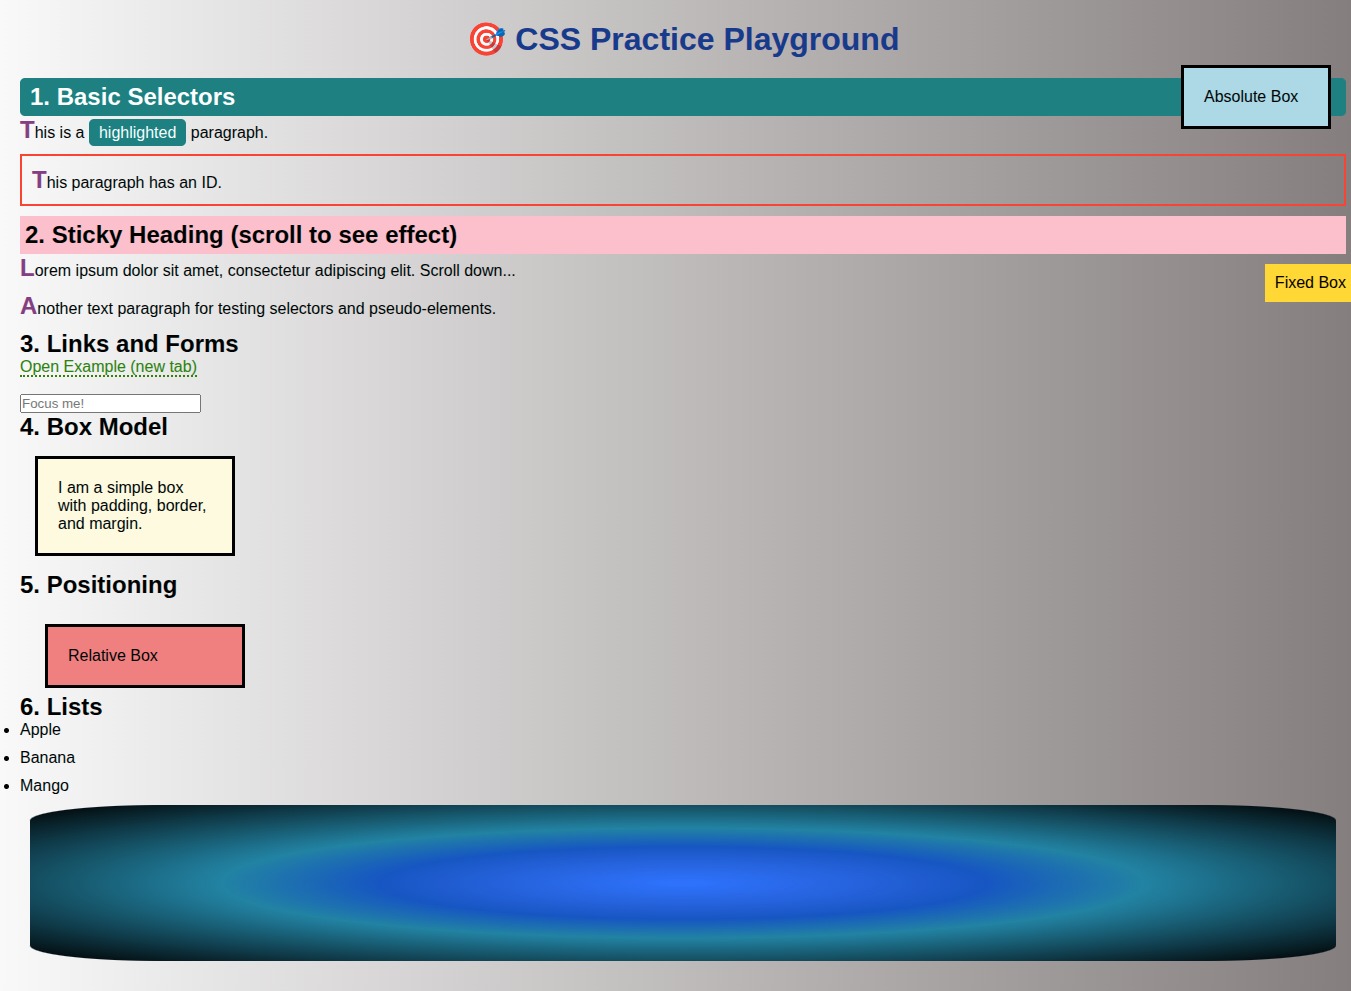 🎯 CSS Practice Playground
1. Basic Selectors
Absolute Box
This is a highlighted paragraph.
This paragraph has an ID.
2. Sticky Heading (scroll to see effect)
Lorem ipsum dolor sit amet, consectetur adipiscing elit. Scroll down...
Fixed Box
Another text paragraph for testing selectors and pseudo-elements.
3. Links and Forms
Open Example (new tab)
Focus me!
4. Box Model
I am a simple box
with padding, border,
and margin.
5. Positioning
Relative Box
6. Lists
• Apple
• Banana
• Mango